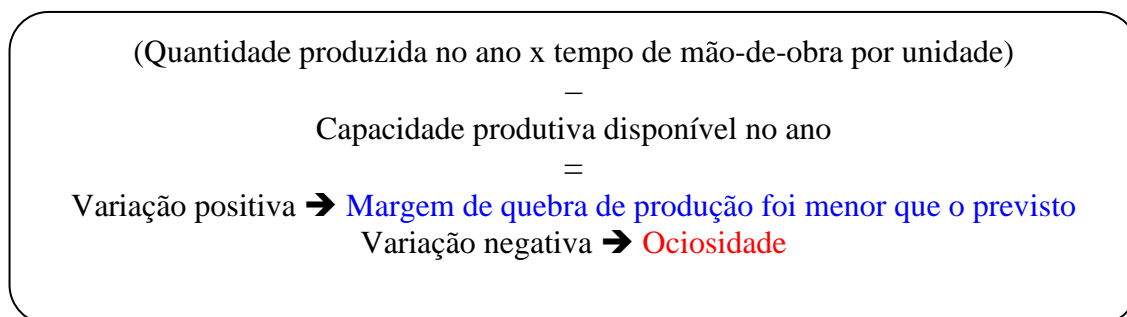 (Quantidade produzida no ano x tempo de mão-de-obra por unidade)
–
Capacidade produtiva disponível no ano
=
Variação positiva ➔ Margem de quebra de produção foi menor que o previsto
Variação negativa ➔ Ociosidade